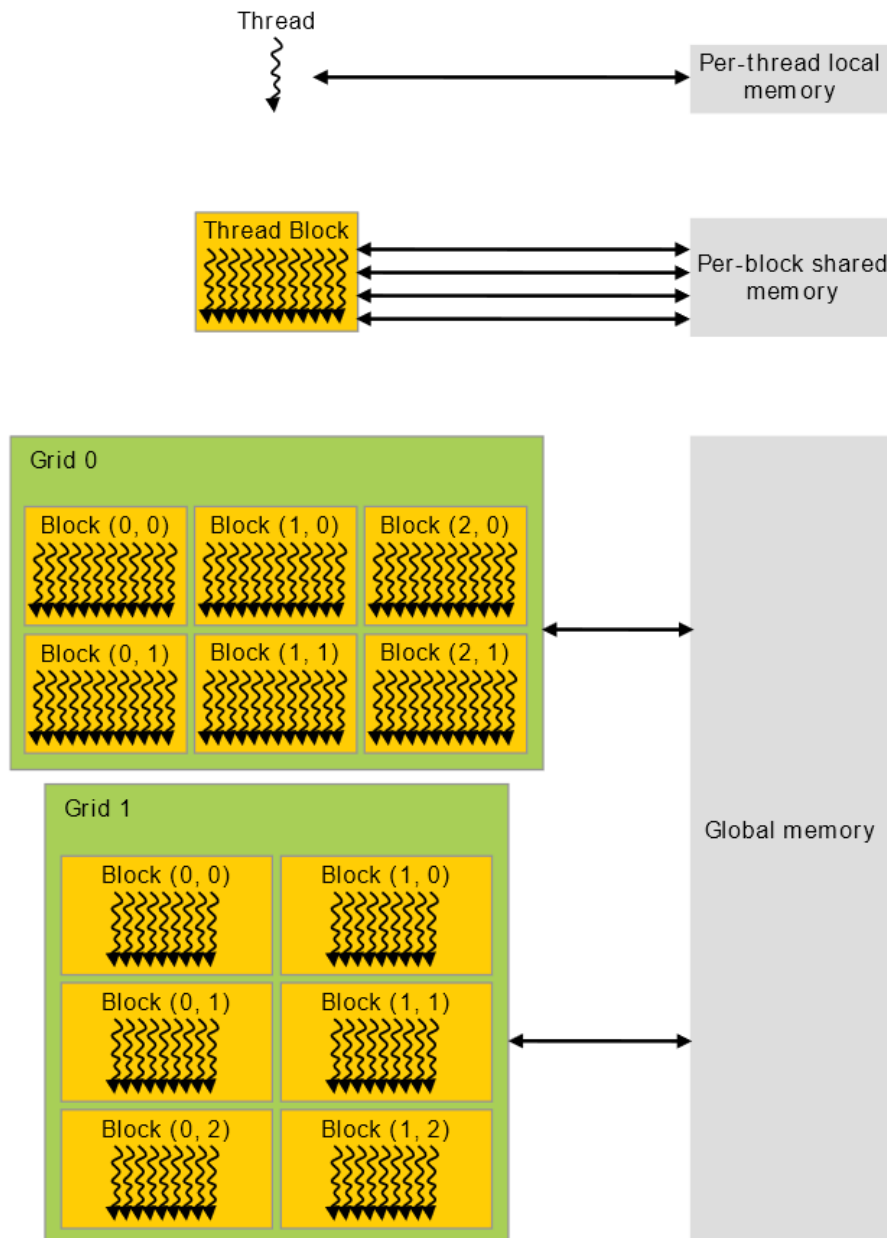 Thread
Per-thread local
memory
Thread Block
Per-block shared
memory
Grid 0
Block (0, 0)
Block (1, 0)
Block (2, 0)
Block (0, 1)
Block (1, 1)
Block (2, 1)
Grid 1
Block (0, 0)
Block (1, 0)
Block (0, 1)
Block (1, 1)
Block (0, 2)
Block (1, 2)
Global memory